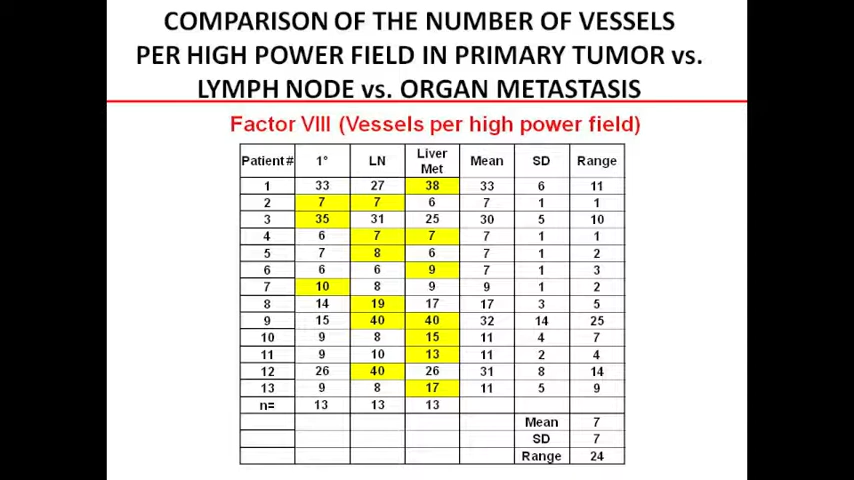 COMPARISON OF THE NUMBER OF VESSELS
PER HIGH POWER FIELD IN PRIMARY TUMOR vs.
LYMPH NODE vs. ORGAN METASTASIS
Factor VIII (Vessels per high power field)
Patient# 1° LN Liver Met Mean SD Range
1 33 27 38 33 6 11
2 7 7 6 7 1 1
3 35 31 25 30 5 10
4 6 7 7 7 1 1
5 7 8 6 7 1 2
6 6 6 9 7 1 3
7 10 8 9 9 1 2
8 14 19 17 17 3 5
9 15 40 40 32 14 25
10 9 8 15 11 4 7
11 9 10 13 11 2 4
12 26 40 26 31 8 14
13 9 8 17 11 5 9
n= 13 13 13
Mean 7
SD 7
Range 24